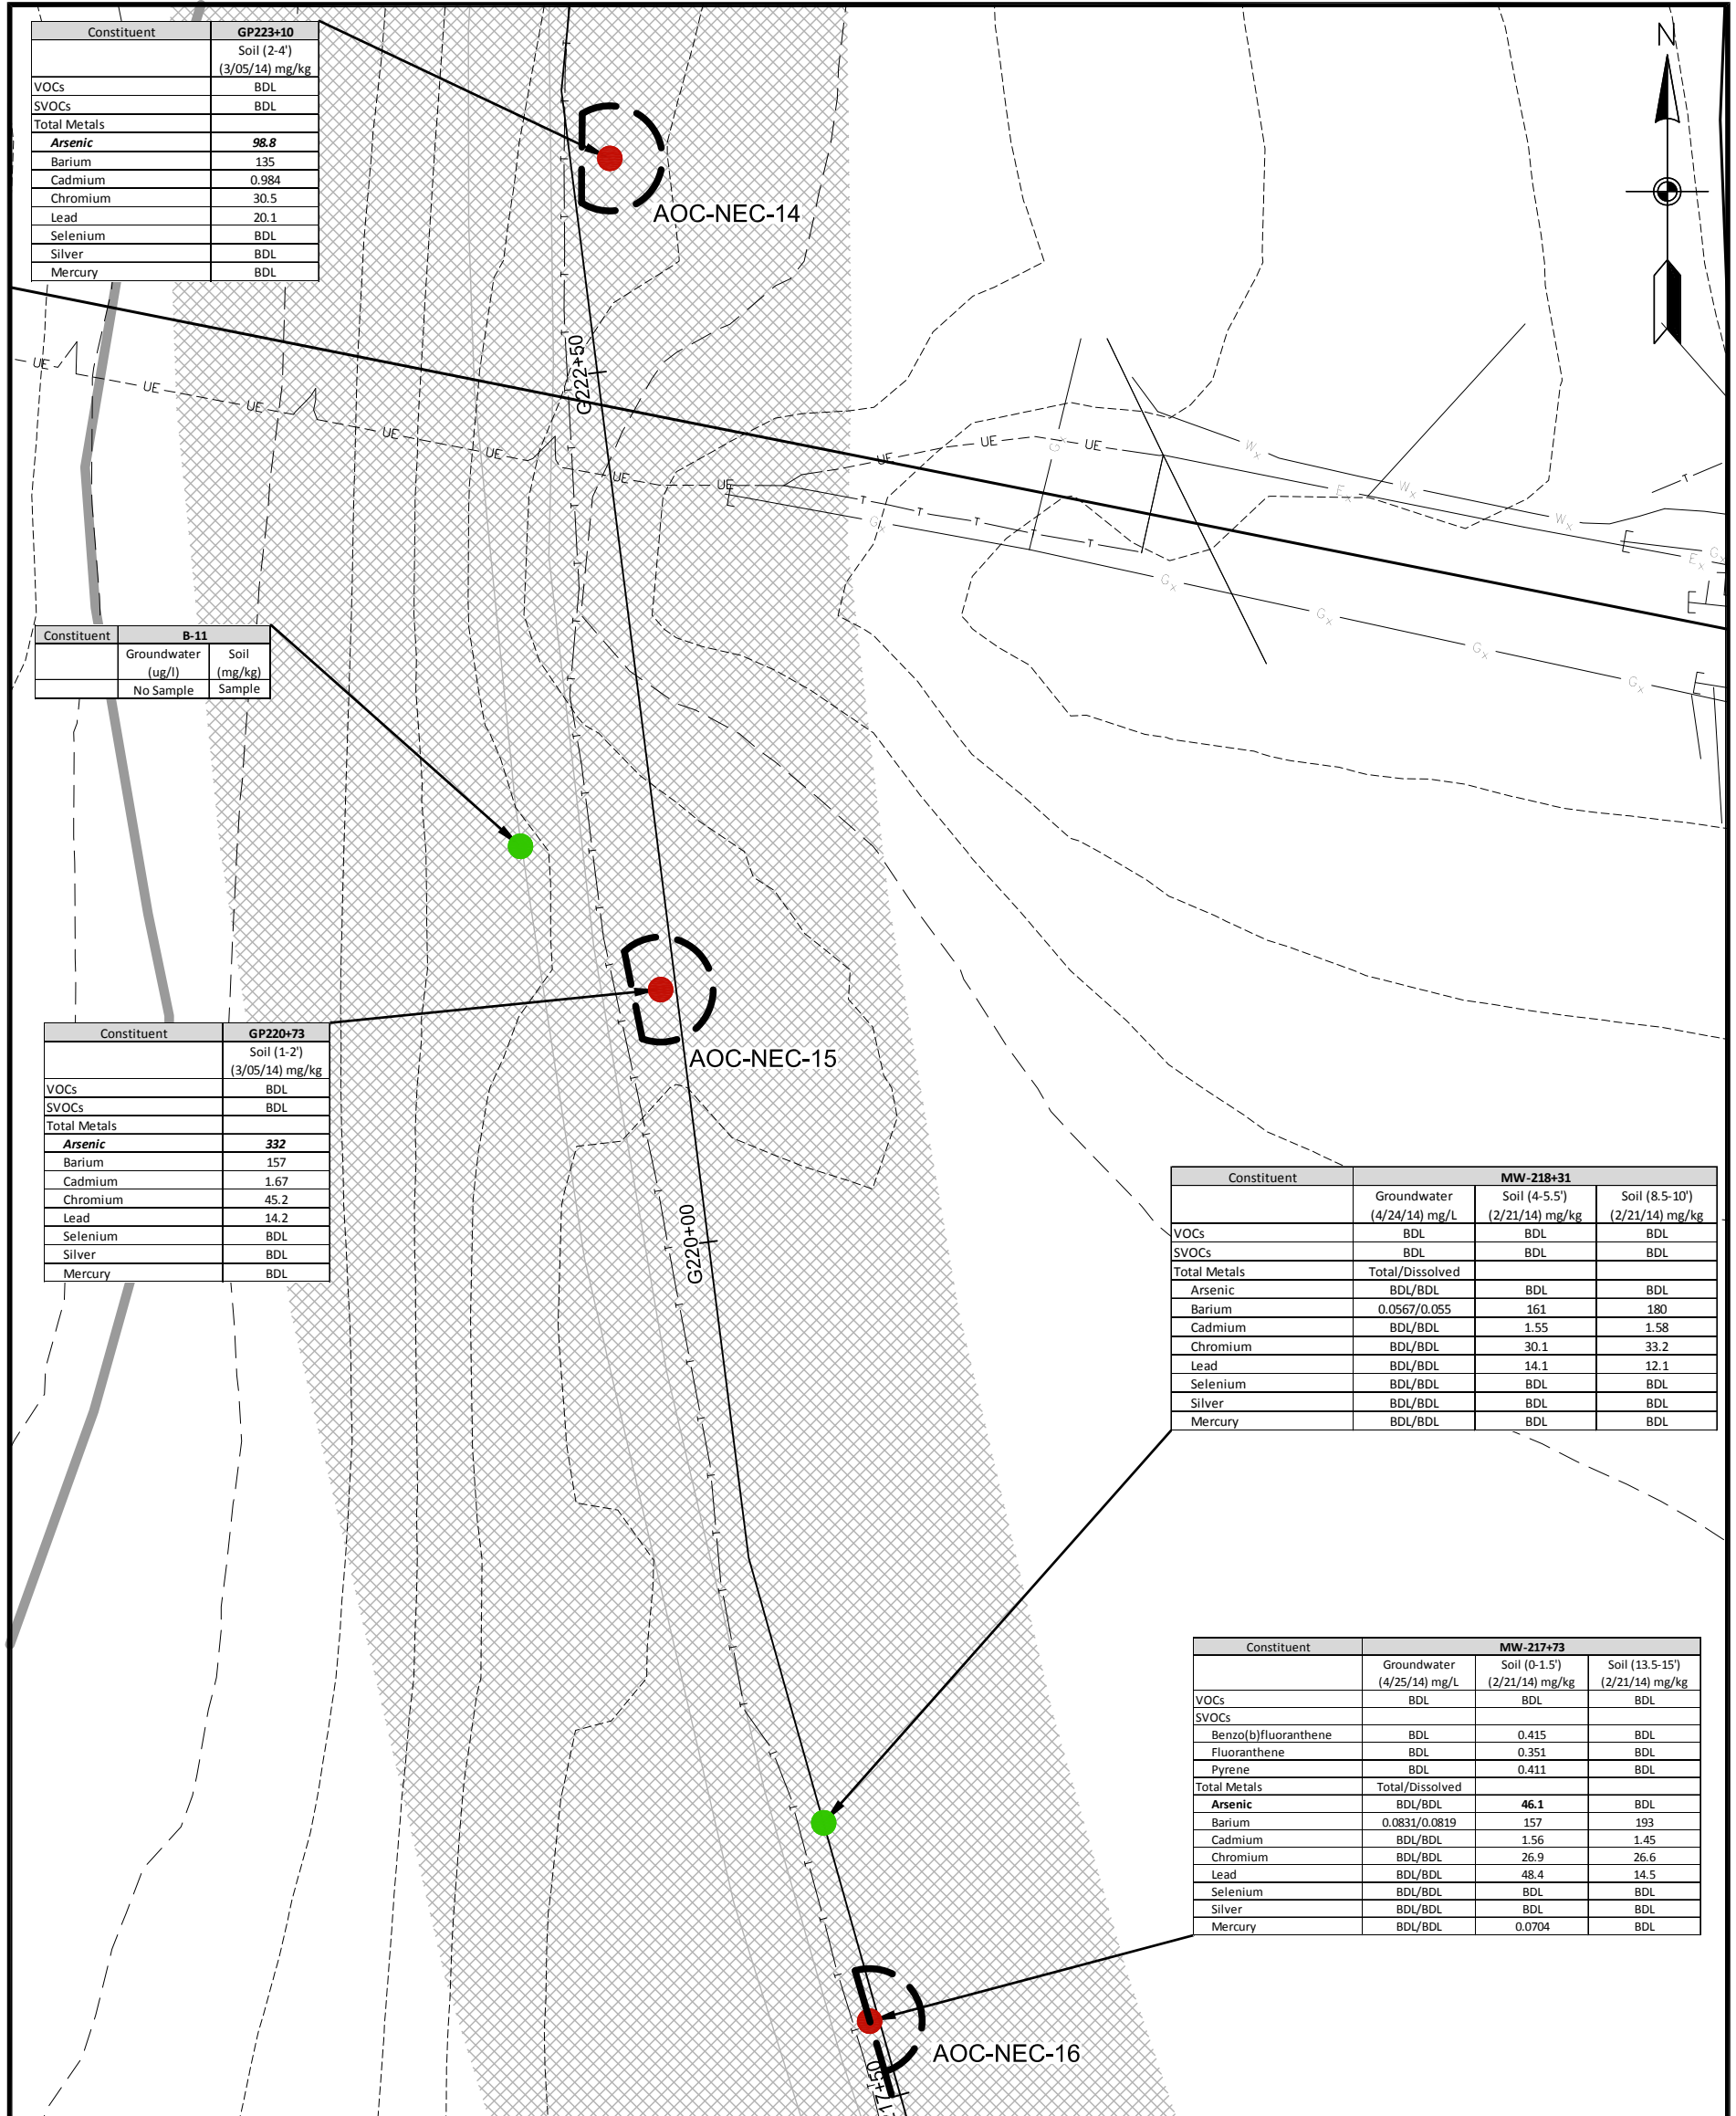 Constituent GP223+10
Soil (2-4')
(3/05/14) mg/kg
VOCs BDL
SVOCs BDL
Total Metals
Arsenic 98.8
Barium 135
Cadmium 0.984
Chromium 30.5
Lead 20.1
Selenium BDL
Silver BDL
Mercury BDL
N
AOC-NEC-14
G222+50
UE UE UE UE UE UE UE UE UE UE
G X
W X W X W X
E X E X
T T T T T
G X G X G X G X G X G X
Constituent B-11
Groundwater Soil
(ug/l) (mg/kg)
No Sample Sample
Constituent GP220+73
Soil (1-2')
(3/05/14) mg/kg
VOCs BDL
SVOCs BDL
Total Metals
Arsenic 332
Barium 157
Cadmium 1.67
Chromium 45.2
Lead 14.2
Selenium BDL
Silver BDL
Mercury BDL
AOC-NEC-15
G220+00
Constituent MW-218+31
Groundwater Soil (4-5.5') Soil (8.5-10')
(4/24/14) mg/L (2/21/14) mg/kg (2/21/14) mg/kg
VOCs BDL BDL BDL
SVOCs BDL BDL BDL
Total Metals Total/Dissolved
Arsenic BDL/BDL BDL BDL
Barium 0.0567/0.055 161 180
Cadmium BDL/BDL 1.55 1.58
Chromium BDL/BDL 30.1 33.2
Lead BDL/BDL 14.1 12.1
Selenium BDL/BDL BDL BDL
Silver BDL/BDL BDL BDL
Mercury BDL/BDL BDL BDL
Constituent MW-217+73
Groundwater Soil (0-1.5') Soil (13.5-15')
(4/25/14) mg/L (2/21/14) mg/kg (2/21/14) mg/kg
VOCs BDL BDL BDL
SVOCs
Benzo(b)fluoranthene BDL 0.415 BDL
Fluoranthene BDL 0.351 BDL
Pyrene BDL 0.411 BDL
Total Metals Total/Dissolved
Arsenic BDL/BDL 46.1 BDL
Barium 0.0831/0.0819 157 193
Cadmium BDL/BDL 1.56 1.45
Chromium BDL/BDL 26.9 26.6
Lead BDL/BDL 48.4 14.5
Selenium BDL/BDL BDL BDL
Silver BDL/BDL BDL BDL
Mercury BDL/BDL 0.0704 BDL
AOC-NEC-16